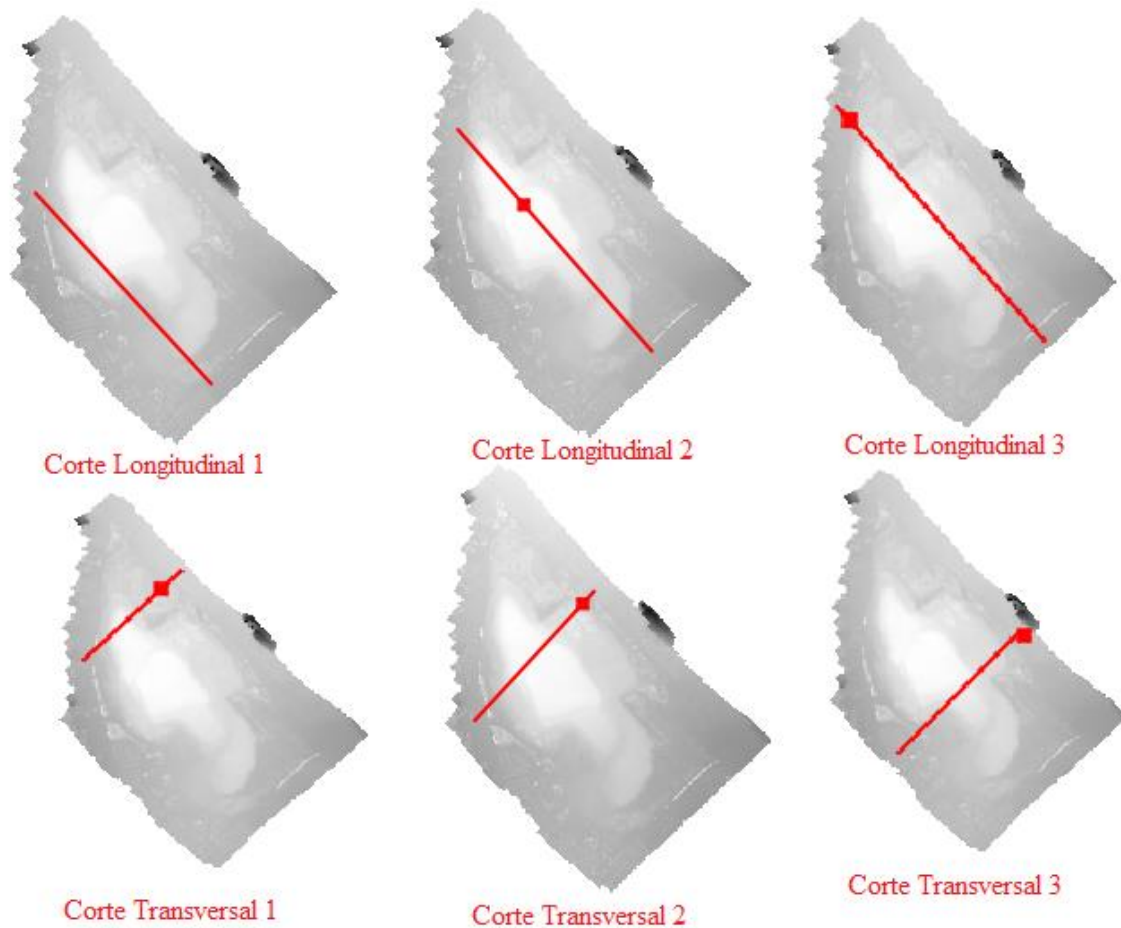 Corte Longitudinal 1
Corte Longitudinal 2
Corte Longitudinal 3
Corte Transversal 1
Corte Transversal 2
Corte Transversal 3